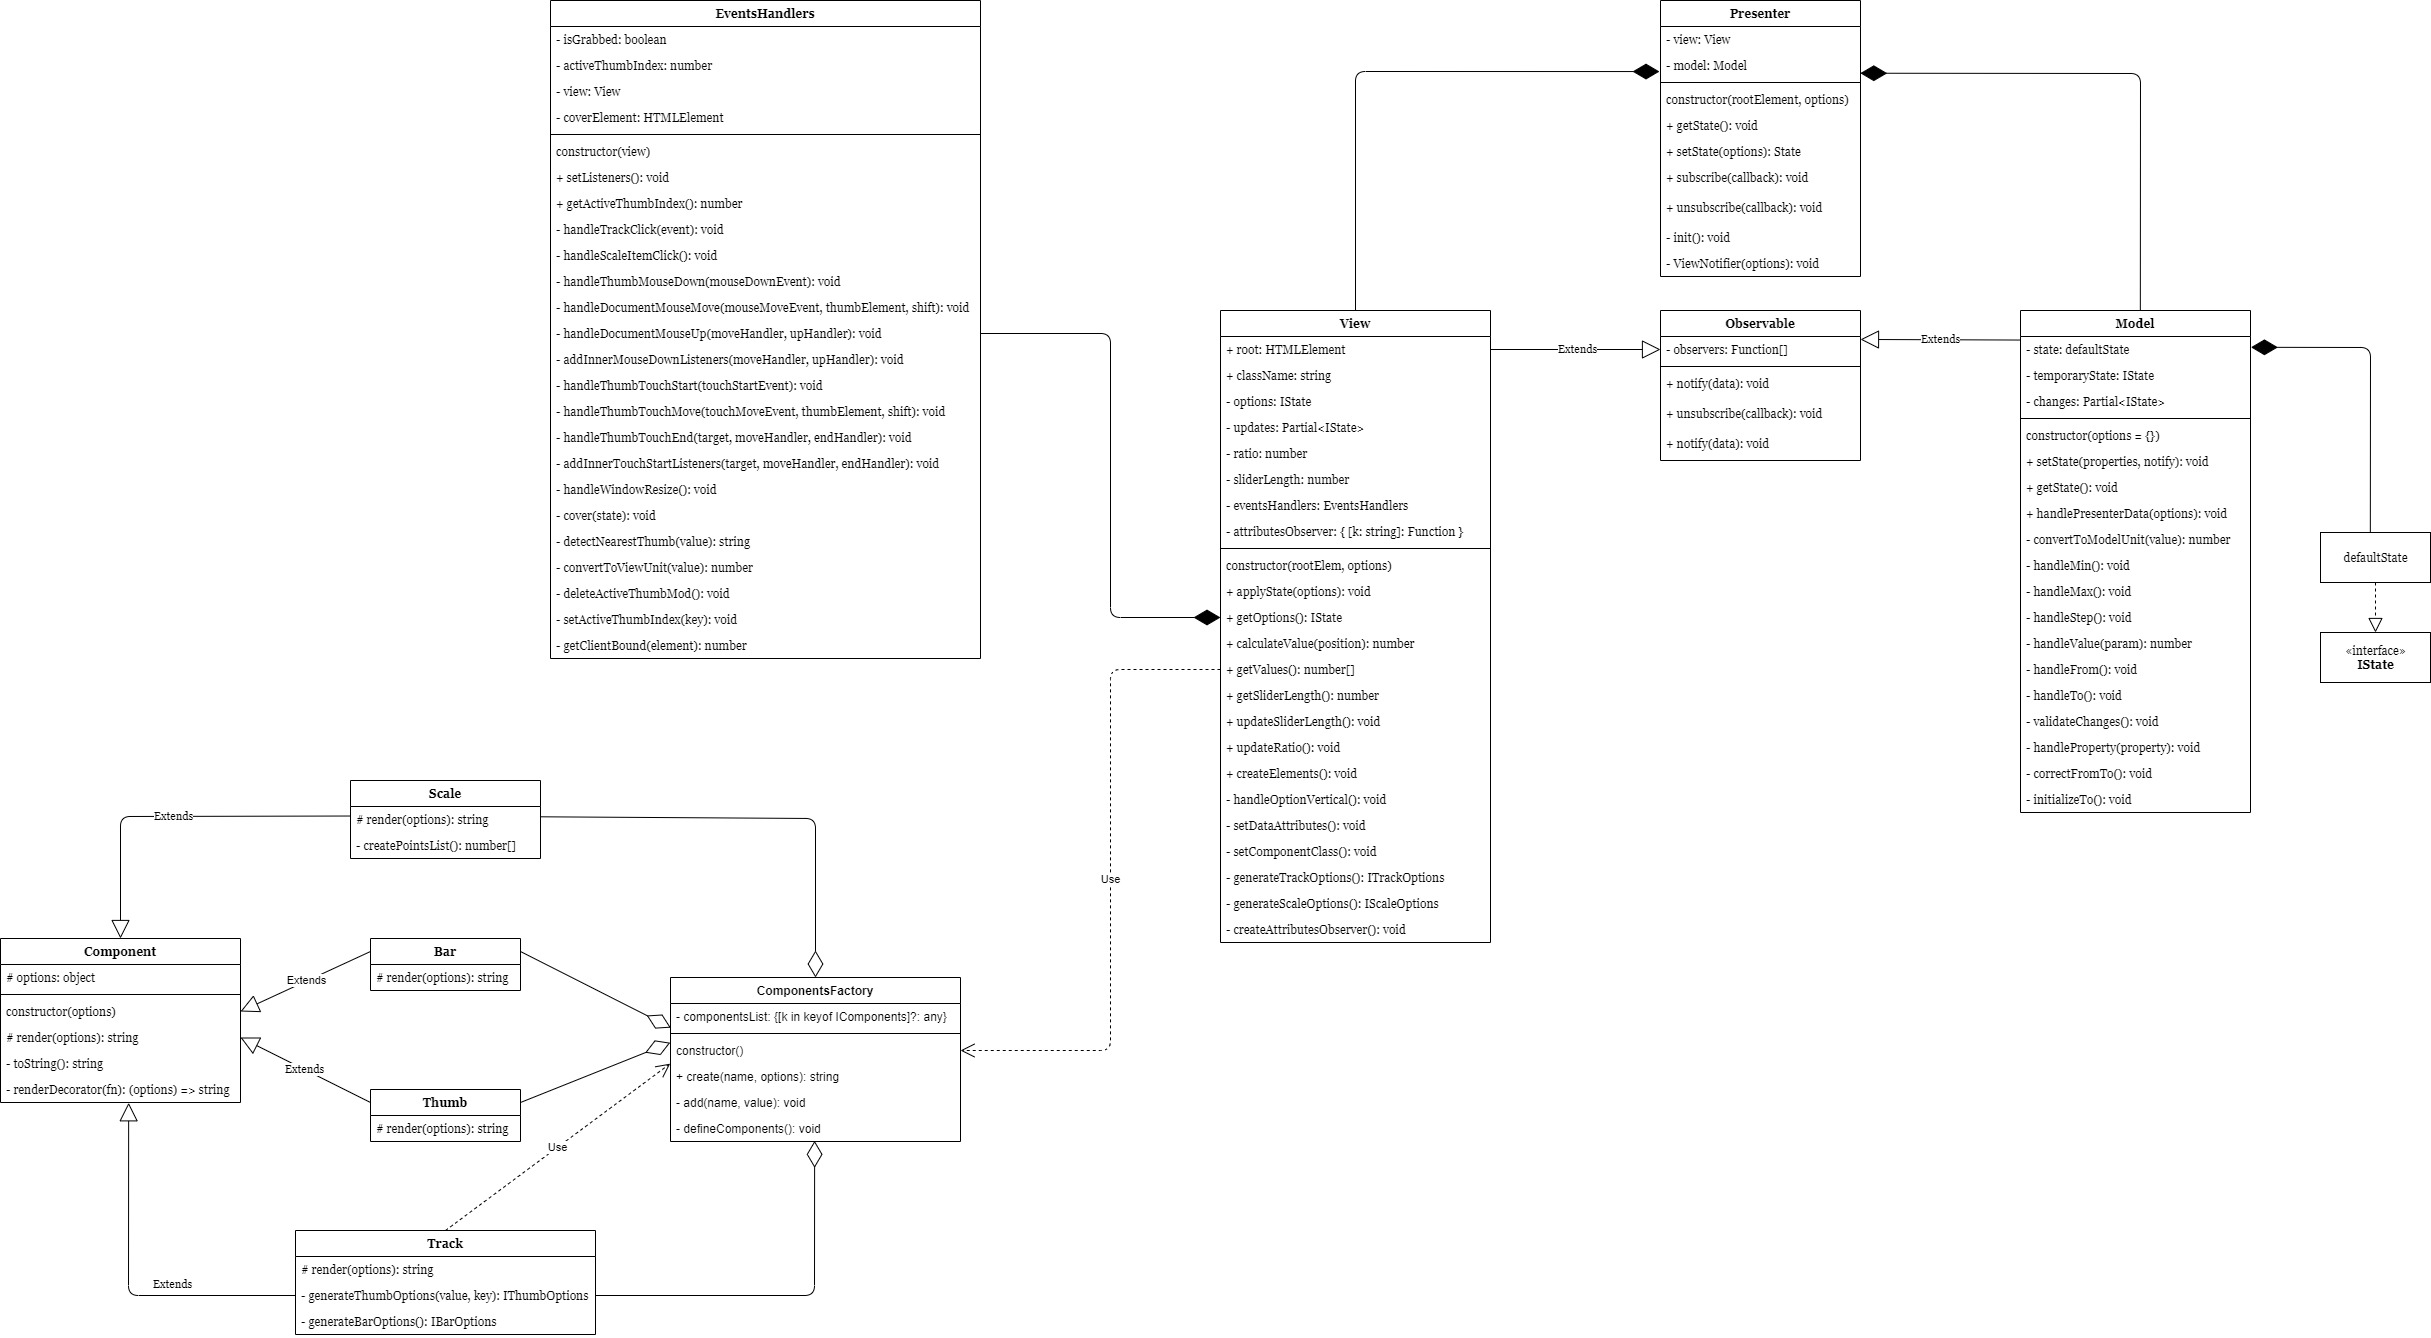 EventsHandlers
- isGrabbed: boolean
- activeThumbIndex: number
- view: View
- coverElement: HTMLElement
constructor(view)
+ setListeners(): void
+ getActiveThumbIndex(): number
- handleTrackClick(event): void
- handleScaleItemClick(): void
- handleThumbMouseDown(mouseDownEvent): void
- handleDocumentMouseMove(mouseMoveEvent, thumbElement, shift): void
- handleDocumentMouseUp(moveHandler, upHandler): void
- addInnerMouseDownListeners(moveHandler, upHandler): void
- handleThumbTouchStart(touchStartEvent): void
- handleThumbTouchMove(touchMoveEvent, thumbElement, shift): void
- handleThumbTouchEnd(target, moveHandler, endHandler): void
- addInnerTouchStartListeners(target, moveHandler, endHandler): void
- handleWindowResize(): void
- cover(state): void
- detectNearestThumb(value): string
- convertToViewUnit(value): number
- deleteActiveThumbMod(): void
- setActiveThumbIndex(key): void
- getClientBound(element): number
Presenter
- view: View
- model: Model
constructor(rootElement, options)
+ getState(): void
+ setState(options): State
+ subscribe(callback): void
+ unsubscribe(callback): void
- init(): void
- ViewNotifier(options): void
View
+ root: HTMLElement
+ className: string
- options: IState
- updates: Partial<IState>
- ratio: number
- sliderLength: number
- eventsHandlers: EventsHandlers
- attributesObserver: { [k: string]: Function }
constructor(rootElem, options)
+ applyState(options): void
+ getOptions(): IState
+ calculateValue(position): number
+ getValues(): number[]
+ getSliderLength(): number
+ updateSliderLength(): void
+ updateRatio(): void
+ createElements(): void
- handleOptionVertical(): void
- setDataAttributes(): void
- setComponentClass(): void
- generateTrackOptions(): ITrackOptions
- generateScaleOptions(): IScaleOptions
- createAttributesObserver(): void
Extends
Observable
- observers: Function[]
+ notify(data): void
+ unsubscribe(callback): void
+ notify(data): void
Extends
Model
- state: defaultState
- temporaryState: IState
- changes: Partial<IState>
constructor(options = {})
+ setState(properties, notify): void
+ getState(): void
+ handlePresenterData(options): void
- convertToModelUnit(value): number
- handleMin(): void
- handleMax(): void
- handleStep(): void
- handleValue(param): number
- handleFrom(): void
- handleTo(): void
- validateChanges(): void
- handleProperty(property): void
- correctFromTo(): void
- initializeTo(): void
defaultState
«interface»
IState
Use
Scale
# render(options): string
- createPointsList(): number[]
Extends
Component
# options: object
constructor(options)
# render(options): string
- toString(): string
- renderDecorator(fn): (options) => string
Extends
Bar
# render(options): string
Extends
Thumb
# render(options): string
ComponentsFactory
- componentsList: {[k in keyof IComponents]?: any}
constructor()
+ create(name, options): string
- add(name, value): void
- defineComponents(): void
Use
Extends
Track
# render(options): string
- generateThumbOptions(value, key): IThumbOptions
- generateBarOptions(): IBarOptions